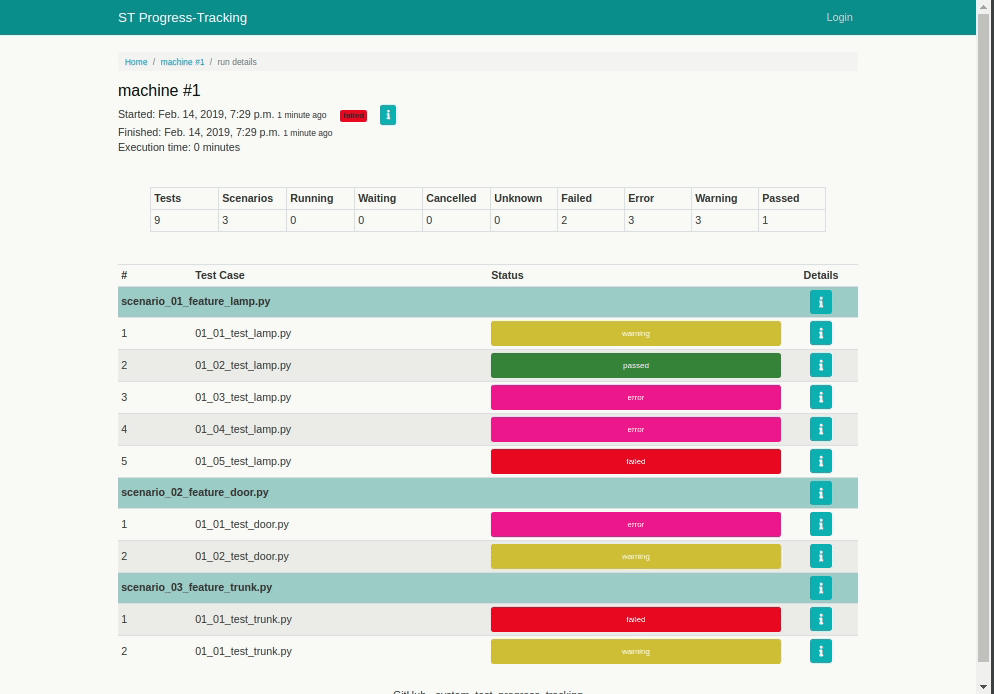 ST Progress-Tracking Login
Home / machine #1 / run details
machine #1
Started: Feb. 14, 2019, 7:29 p.m. 1 minute ago failed
Finished: Feb. 14, 2019, 7:29 p.m. 1 minute ago
Execution time: 0 minutes
Tests Scenarios Running Waiting Cancelled Unknown Failed Error Warning Passed
9 3 0 0 0 0 2 3 3 1
# Test Case Status Details
scenario_01_feature_lamp.py
1 01_01_test_lamp.py warning
2 01_02_test_lamp.py passed
3 01_03_test_lamp.py error
4 01_04_test_lamp.py error
5 01_05_test_lamp.py failed
scenario_02_feature_door.py
1 01_01_test_door.py error
2 01_02_test_door.py warning
scenario_03_feature_trunk.py
1 01_01_test_trunk.py failed
2 01_01_test_trunk.py warning
GitHub - system_test_progress_tracking